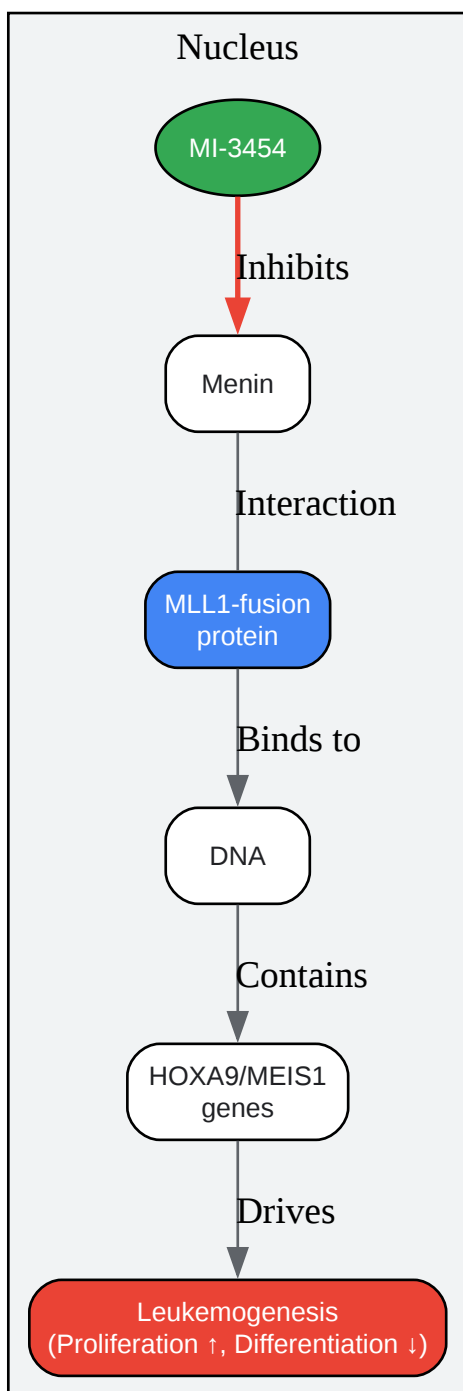 Nucleus
MI-3454
Inhibits
Menin
Interaction
MLL1-fusion
protein
Binds to
DNA
Contains
HOXA9/MEIS1
genes
Drives
Leukemogenesis
(Proliferation ↑, Differentiation ↓)